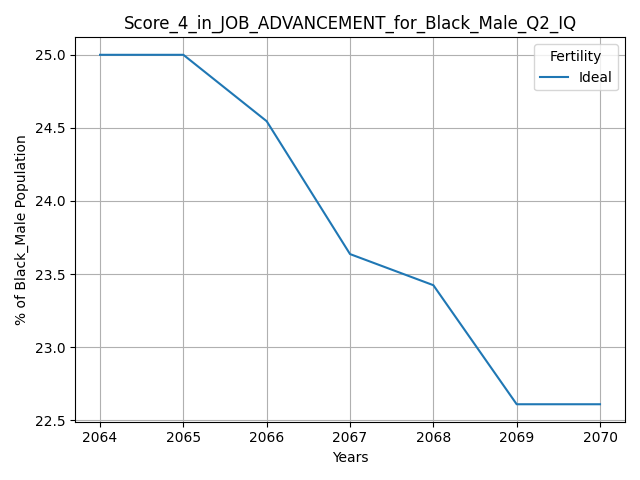 Score_4_in_JOB_ADVANCEMENT_for_Black_Male_Q2_IQ
Fertility
Ideal
% of Black_Male Population
25.0
24.5
24.0
23.5
23.0
22.5
2064 2065 2066 2067 2068 2069 2070
Years